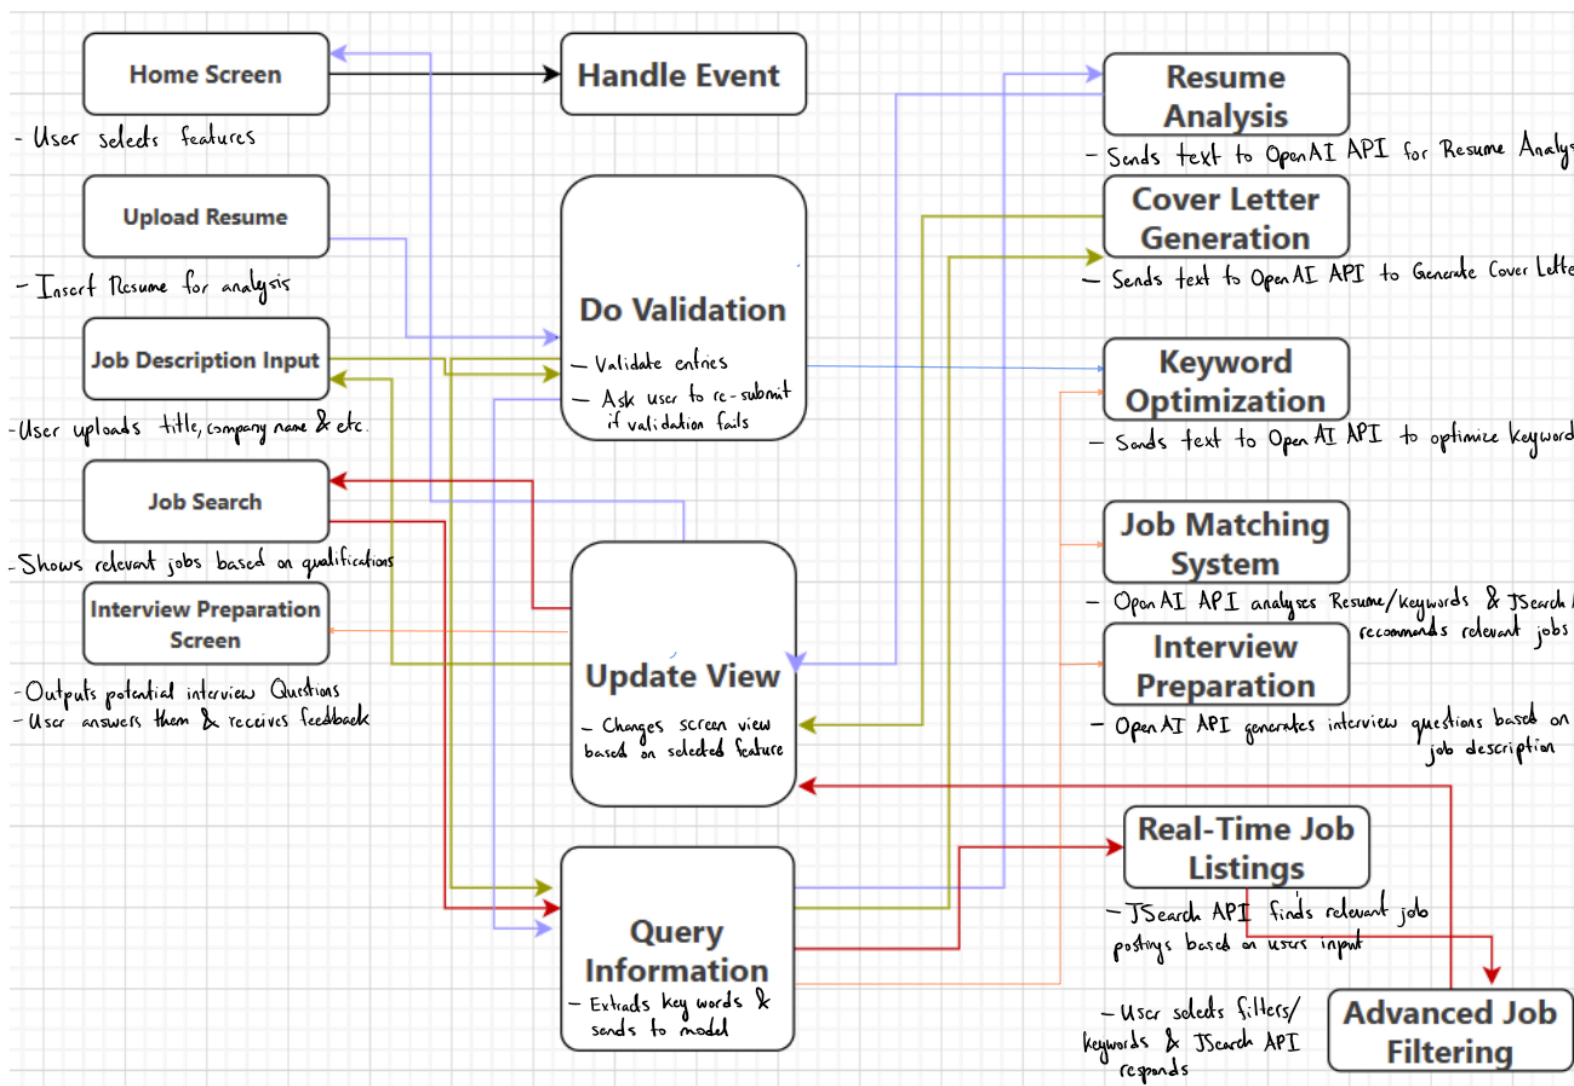 Home Screen
- User selects features
Upload Resume
- Insert Resume for analysis
Job Description Input
- User uploads title, company name & etc.
Job Search
- Shows relevant jobs based on qualifications
Interview Preparation
Screen
- Outputs potential interview Questions
- User answers them & receives feedback
Handle Event
Do Validation
- Validate entries
- Ask user to re-submit
if validation fails
Update View
- Changes screen view
based on selected feature
Query
Information
- Extracts key words &
sends to model
Resume
Analysis
- Sends text to OpenAI API for Resume Analys
Cover Letter
Generation
- Sends text to OpenAI API to Generate Cover Lette
Keyword
Optimization
- Sends text to OpenAI API to optimize keyword
Job Matching
System
- OpenAI API analyses Resume/keywords & JSearch
recommends relevant jobs
Interview
Preparation
- OpenAI API generates interview questions based on
job description
Real-Time Job
Listings
- JSearch API finds relevant job
postings based on users input
Advanced Job
Filtering
- User selects filters/
keywords & JSearch API
responds